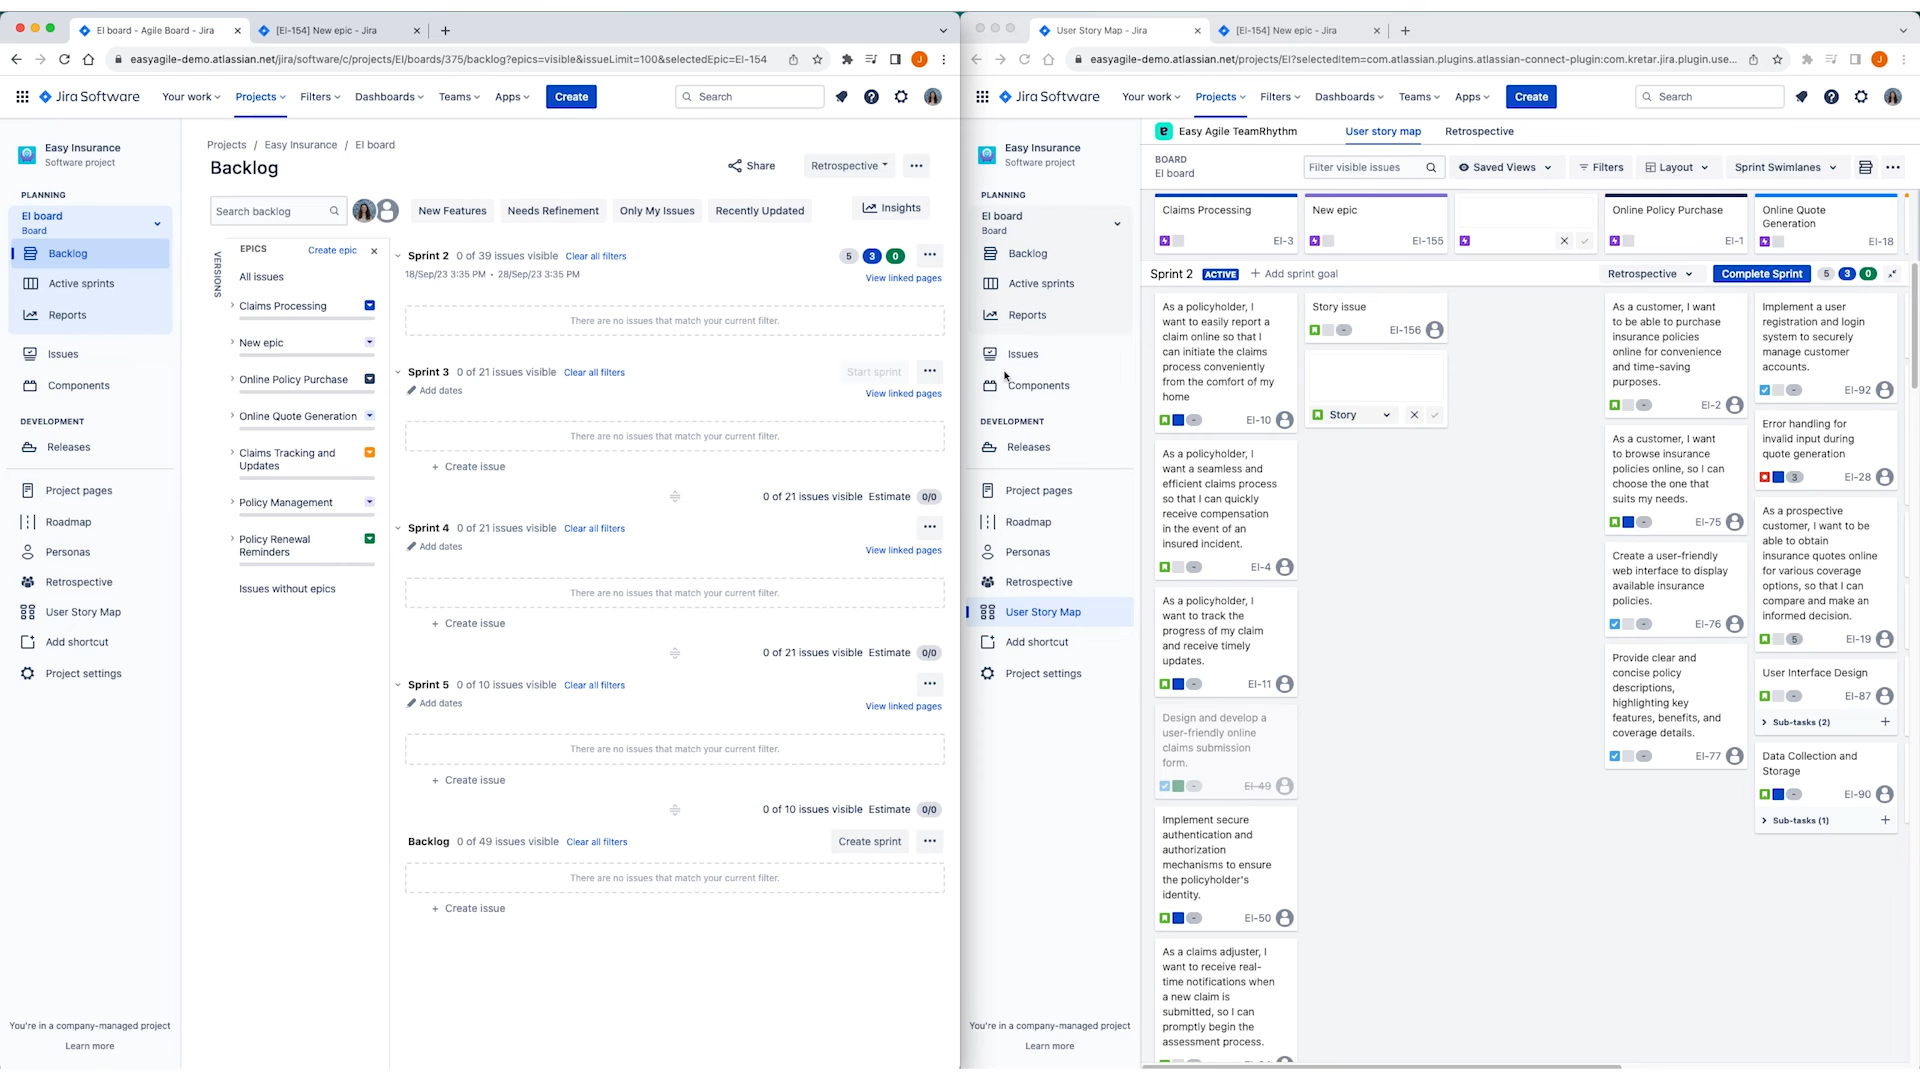 EI board - Agile Board - Jira
[EI-154] New epic - Jira
easyagile-demo.atlassian.net/jira/software/c/projects/EI/boards/375/backlog?epics=visible&issueLimit=100&selectedEpic=EI-154
J
Jira Software
Your work
Projects
Filters
Dashboards
Teams
Apps
Create
Search
Easy Insurance
Software project
PLANNING
EI board
Board
Backlog
Active sprints
Reports
Issues
Components
DEVELOPMENT
Releases
Project pages
Roadmap
Personas
Retrospective
User Story Map
Add shortcut
Project settings
You're in a company-managed project
Learn more
Projects / Easy Insurance / EI board
Backlog
Share
Retrospective
Search backlog
New Features
Needs Refinement
Only My Issues
Recently Updated
Insights
VERSIONS
EPICS
Create epic
All issues
Claims Processing
New epic
Online Policy Purchase
Online Quote Generation
Claims Tracking and
Updates
Policy Management
Policy Renewal
Reminders
Issues without epics
Sprint 2 0 of 39 issues visible Clear all filters
5 3 0
18/Sep/23 3:35 PM • 28/Sep/23 3:35 PM
View linked pages
There are no issues that match your current filter.
Sprint 3 0 of 21 issues visible Clear all filters
Start sprint
Add dates
View linked pages
There are no issues that match your current filter.
+ Create issue
0 of 21 issues visible Estimate 0/0
Sprint 4 0 of 21 issues visible Clear all filters
Add dates
View linked pages
There are no issues that match your current filter.
+ Create issue
0 of 21 issues visible Estimate 0/0
Sprint 5 0 of 10 issues visible Clear all filters
Add dates
View linked pages
There are no issues that match your current filter.
+ Create issue
0 of 10 issues visible Estimate 0/0
Backlog 0 of 49 issues visible Clear all filters
Create sprint
There are no issues that match your current filter.
+ Create issue
User Story Map - Jira
[EI-154] New epic - Jira
easyagile-demo.atlassian.net/projects/EI?selectedItem=com.atlassian.plugins.atlassian-connect-plugin:com.kretar.jira.plugin.use...
J
Jira Software
Your work
Projects
Filters
Dashboards
Teams
Apps
Create
Search
Easy Insurance
Software project
PLANNING
EI board
Board
Backlog
Active sprints
Reports
Issues
Components
DEVELOPMENT
Releases
Project pages
Roadmap
Personas
Retrospective
User Story Map
Add shortcut
Project settings
You're in a company-managed project
Learn more
Easy Agile TeamRhythm
User story map
Retrospective
BOARD
EI board
Filter visible issues
Saved Views
Filters
Layout
Sprint Swimlanes
Claims Processing
EI-3
New epic
EI-155
Online Policy Purchase
EI-1
Online Quote
Generation
EI-18
Sprint 2 ACTIVE + Add sprint goal
Retrospective
Complete Sprint
5 3 0
As a policyholder, I
want to easily report a
claim online so that I
can initiate the claims
process conveniently
from the comfort of my
home
- EI-10
As a policyholder, I
want a seamless and
efficient claims process
so that I can quickly
receive compensation
in the event of an
insured incident.
- EI-4
As a policyholder, I
want to track the
progress of my claim
and receive timely
updates.
- EI-11
Design and develop a
user-friendly online
claims submission
form.
- EI-49
Implement secure
authentication and
authorization
mechanisms to ensure
the policyholder's
identity.
- EI-50
As a claims adjuster, I
want to receive real-
time notifications when
a new claim is
submitted, so I can
promptly begin the
assessment process.
Story issue
- EI-156
Story
As a customer, I want
to be able to purchase
insurance policies
online for convenience
and time-saving
purposes.
- EI-2
As a customer, I want
to browse insurance
policies online, so I can
choose the one that
suits my needs.
- EI-75
Create a user-friendly
web interface to display
available insurance
policies.
- EI-76
Provide clear and
concise policy
descriptions,
highlighting key
features, benefits, and
coverage details.
- EI-77
Implement a user
registration and login
system to securely
manage customer
accounts.
- EI-92
Error handling for
invalid input during
quote generation
3 EI-28
As a prospective
customer, I want to be
able to obtain
insurance quotes online
for various coverage
options, so that I can
compare and make an
informed decision.
5 EI-19
User Interface Design
- EI-87
Sub-tasks (2) +
Data Collection and
Storage
- EI-90
Sub-tasks (1) +